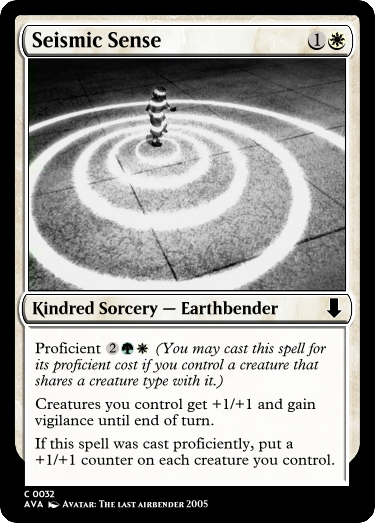 Seismic Sense 1
Kindred Sorcery — Earthbender
Proficient 2 (You may cast this spell for
its proficient cost if you control a creature that
shares a creature type with it.)
Creatures you control get +1/+1 and gain
vigilance until end of turn.
If this spell was cast proficiently, put a
+1/+1 counter on each creature you control.
C 0032
AVA Avatar: The last airbender 2005